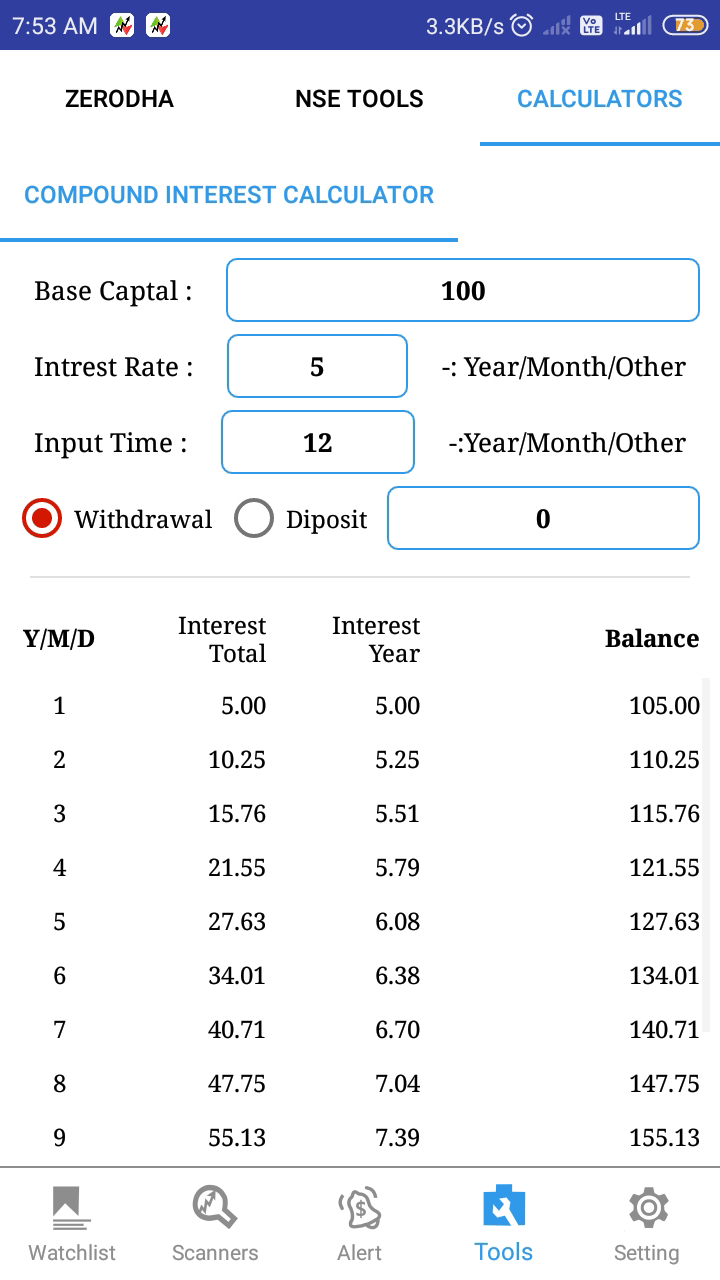 7:53 AM 3.3KB/s Vo LTE LTE 73
ZERODHA NSE TOOLS CALCULATORS
COMPOUND INTEREST CALCULATOR
Base Captal : 100
Intrest Rate : 5 -: Year/Month/Other
Input Time : 12 -:Year/Month/Other
Withdrawal Diposit 0
Y/M/D Interest Total Interest Year Balance
1 5.00 5.00 105.00
2 10.25 5.25 110.25
3 15.76 5.51 115.76
4 21.55 5.79 121.55
5 27.63 6.08 127.63
6 34.01 6.38 134.01
7 40.71 6.70 140.71
8 47.75 7.04 147.75
9 55.13 7.39 155.13
Watchlist Scanners Alert Tools Setting